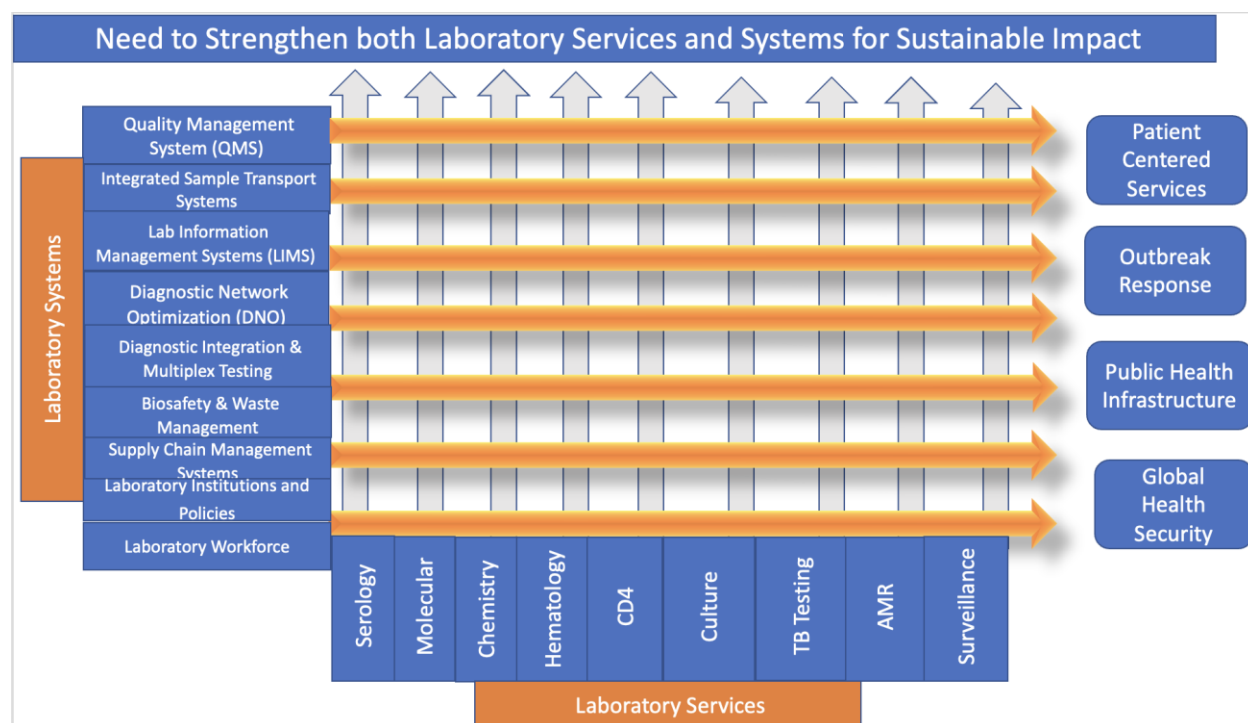 Need to Strengthen both Laboratory Services and Systems for Sustainable Impact
Laboratory Systems
Quality Management
System (QMS)
Integrated Sample Transport
Systems
Lab Information
Management Systems (LIMS)
Diagnostic Network
Optimization (DNO)
Diagnostic Integration &
Multiplex Testing
Biosafety & Waste
Management
Supply Chain Management
Systems
Laboratory Institutions and
Policies
Laboratory Workforce
Patient
Centered
Services
Outbreak
Response
Public Health
Infrastructure
Global
Health
Security
Serology
Molecular
Chemistry
Hematology
CD4
Culture
TB Testing
AMR
Surveillance
Laboratory Services